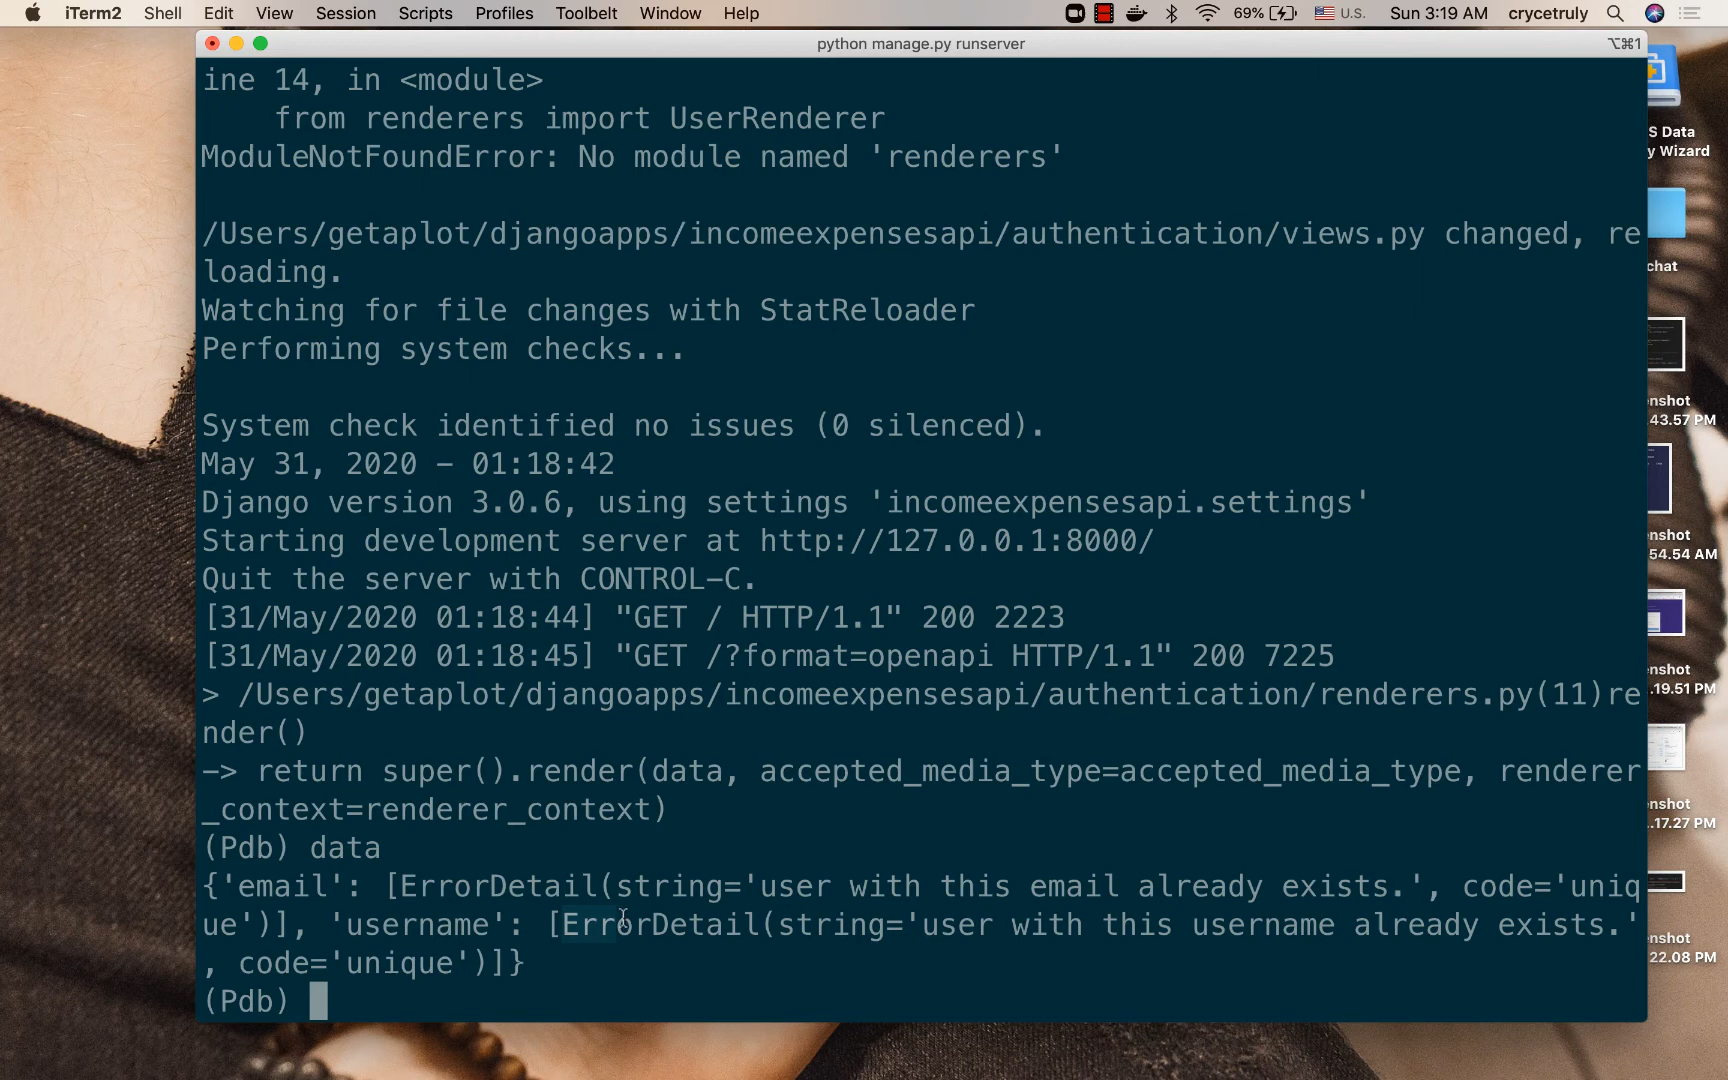 iTerm2 Shell Edit View Session Scripts Profiles Toolbelt Window Help 69% U.S. Sun 3:19 AM crycetruly
python manage.py runserver ⌥⌘1
ine 14, in <module>
    from renderers import UserRenderer
ModuleNotFoundError: No module named 'renderers'
/Users/getaplot/djangoapps/incomeexpensesapi/authentication/views.py changed, re
loading.
Watching for file changes with StatReloader
Performing system checks...
System check identified no issues (0 silenced).
May 31, 2020 - 01:18:42
Django version 3.0.6, using settings 'incomeexpensesapi.settings'
Starting development server at http://127.0.0.1:8000/
Quit the server with CONTROL-C.
[31/May/2020 01:18:44] "GET / HTTP/1.1" 200 2223
[31/May/2020 01:18:45] "GET /?format=openapi HTTP/1.1" 200 7225
> /Users/getaplot/djangoapps/incomeexpensesapi/authentication/renderers.py(11)re
nder()
-> return super().render(data, accepted_media_type=accepted_media_type, renderer
_context=renderer_context)
(Pdb) data
{'email': [ErrorDetail(string='user with this email already exists.', code='uniq
ue')], 'username': [ErrorDetail(string='user with this username already exists.'
, code='unique')]}
(Pdb)
S Data
y Wizard
chat
enshot
.43.57 PM
enshot
54.54 AM
enshot
.19.51 PM
enshot
..17.27 PM
enshot
22.08 PM